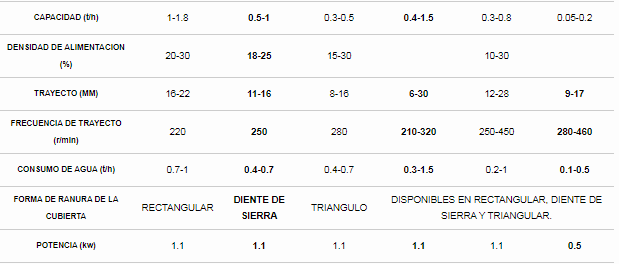 CAPACIDAD (t/h) 1-1.8 0.5-1 0.3-0.5 0.4-1.5 0.3-0.8 0.05-0.2
DENSIDAD DE ALIMENTACION
(%) 20-30 18-25 15-30 10-30
TRAYECTO (MM) 16-22 11-16 8-16 6-30 12-28 9-17
FRECUENCIA DE TRAYECTO
(r/min) 220 250 280 210-320 250-450 280-460
CONSUMO DE AGUA (t/h) 0.7-1 0.4-0.7 0.4-0.7 0.3-1.5 0.2-1 0.1-0.5
FORMA DE RANURA DE LA
CUBIERTA RECTANGULAR DIENTE DE
SIERRA TRIANGULO DISPONIBLES EN RECTANGULAR, DIENTE DE
SIERRA Y TRIANGULAR.
POTENCIA (kw) 1.1 1.1 1.1 1.1 1.1 0.5